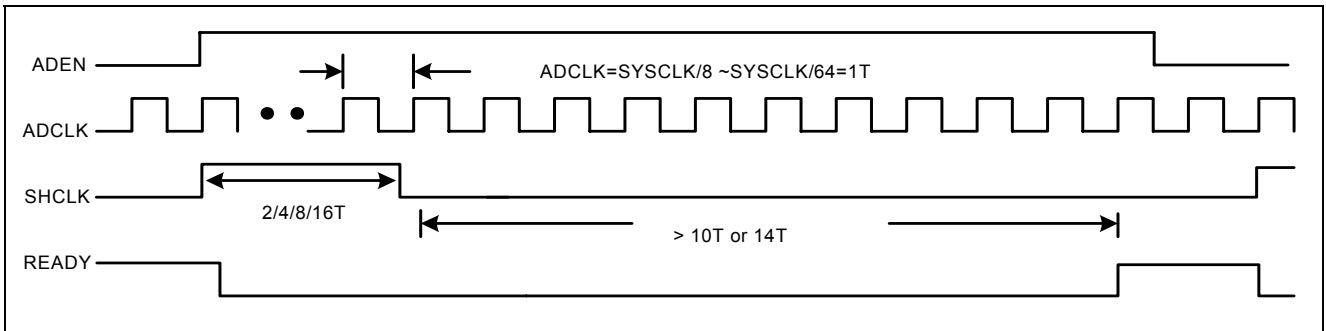 ADEN
ADCLK=SYSCLK/8 ~SYSCLK/64=1T
ADCLK
SHCLK
2/4/8/16T
> 10T or 14T
READY